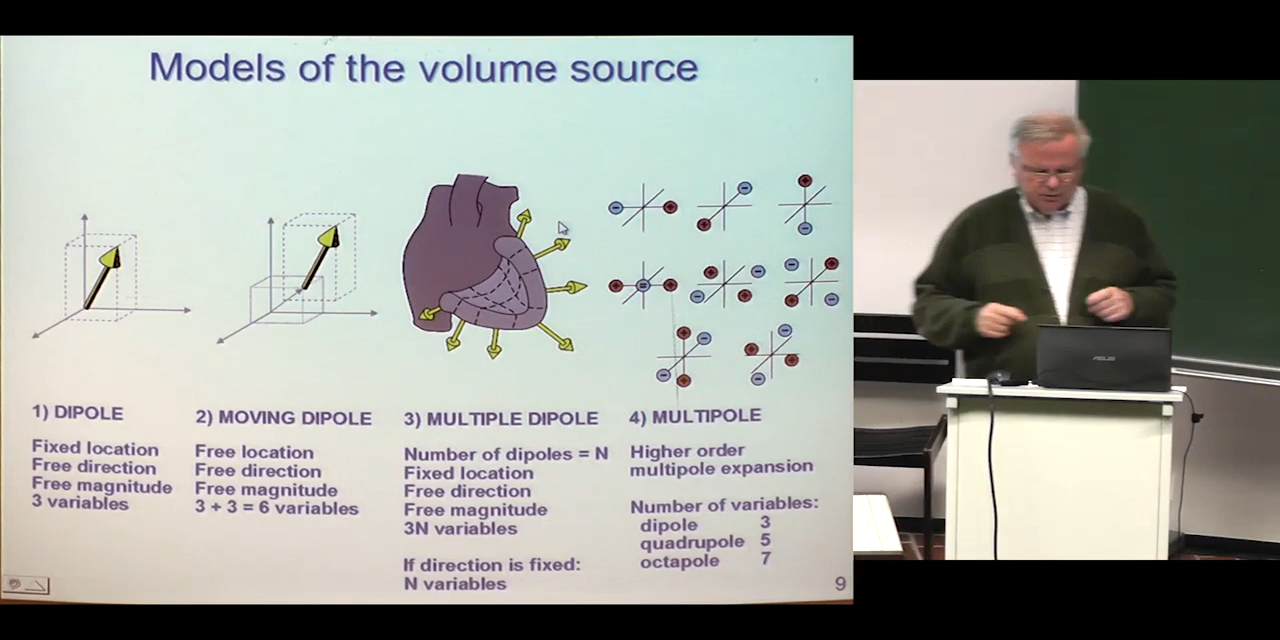 Models of the volume source
1) DIPOLE
Fixed location
Free direction
Free magnitude
3 variables
2) MOVING DIPOLE
Free location
Free direction
Free magnitude
3 + 3 = 6 variables
3) MULTIPLE DIPOLE
Number of dipoles = N
Fixed location
Free direction
Free magnitude
3N variables
If direction is fixed:
N variables
4) MULTIPOLE
Higher order
multipole expansion
Number of variables:
dipole 3
quadrupole 5
octapole 7
9
ASUS